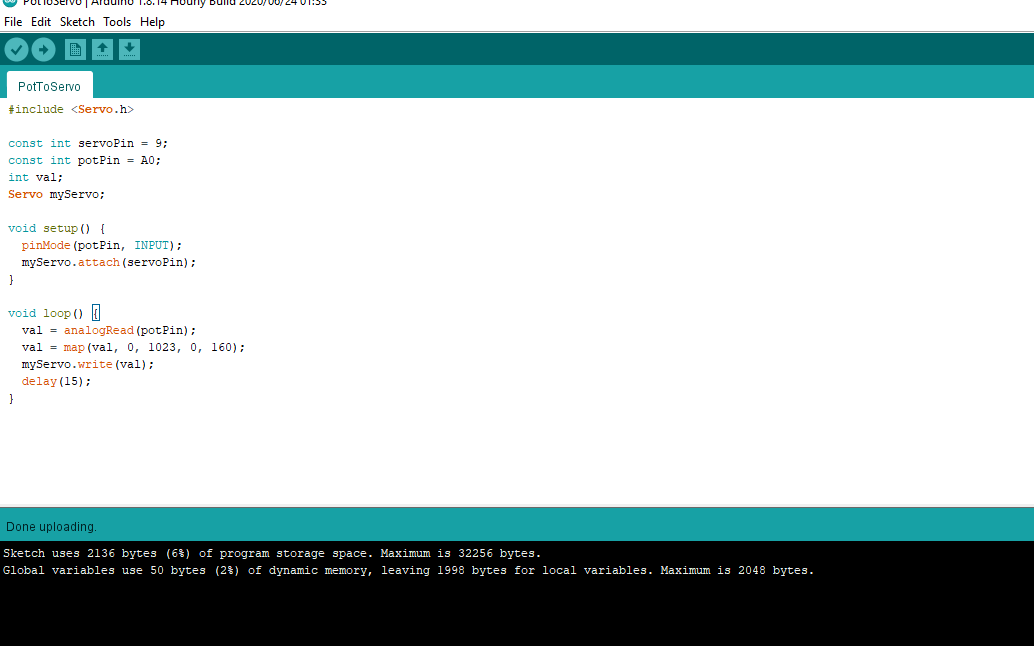 PotToServo | Arduino 1.8.14 Hourly Build 2020/06/24 01:33
File Edit Sketch Tools Help
PotToServo
#include <Servo.h>
const int servoPin = 9;
const int potPin = A0;
int val;
Servo myServo;
void setup() {
  pinMode(potPin, INPUT);
  myServo.attach(servoPin);
}
void loop() {
  val = analogRead(potPin);
  val = map(val, 0, 1023, 0, 160);
  myServo.write(val);
  delay(15);
}
Done uploading.
Sketch uses 2136 bytes (6%) of program storage space. Maximum is 32256 bytes.
Global variables use 50 bytes (2%) of dynamic memory, leaving 1998 bytes for local variables. Maximum is 2048 bytes.